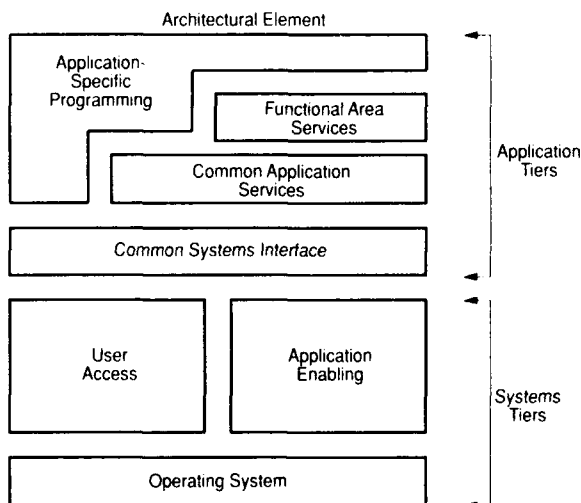 Architectural Element
Application-
Specific
Programming
Functional Area
Services
Common Application
Services
Application
Tiers
Common Systems Interface
User
Access
Application
Enabling
Systems
Tiers
Operating System